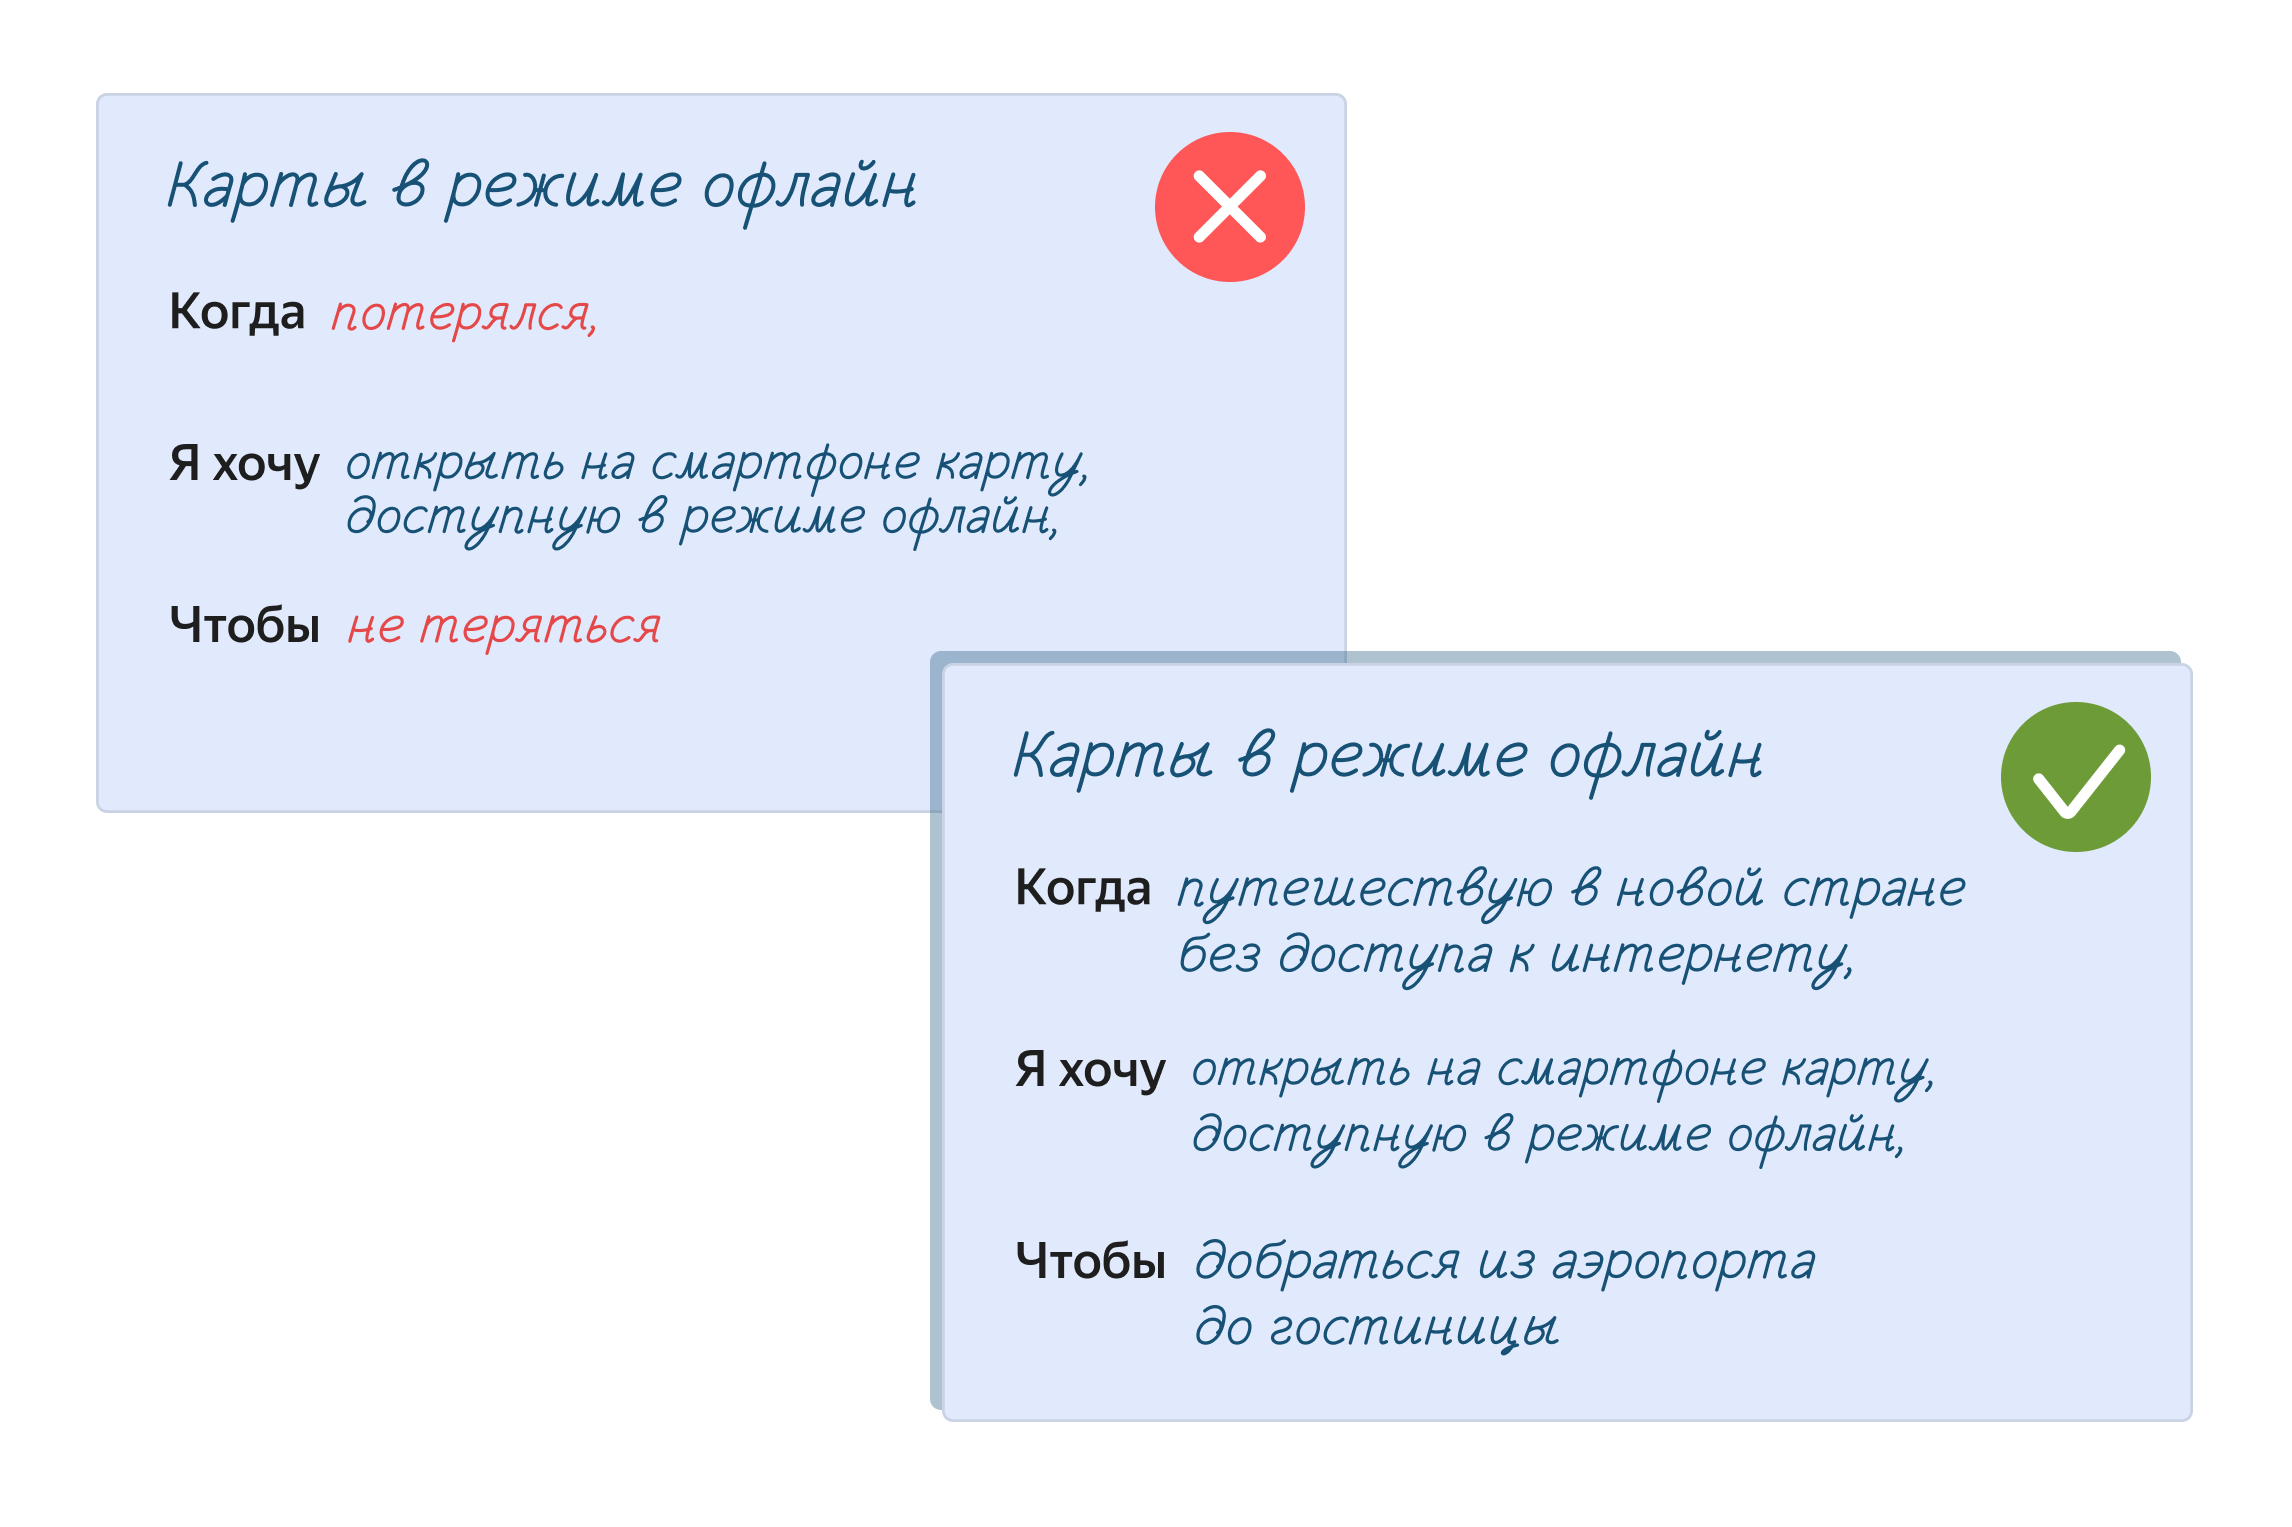 Карты в режиме офлайн
Когда потерялся,
Я хочу открыть на смартфоне карту,
доступную в режиме офлайн,
Чтобы не теряться
Карты в режиме офлайн
Когда путешествую в новой стране
без доступа к интернету,
Я хочу открыть на смартфоне карту,
доступную в режиме офлайн,
Чтобы добраться из аэропорта
до гостиницы